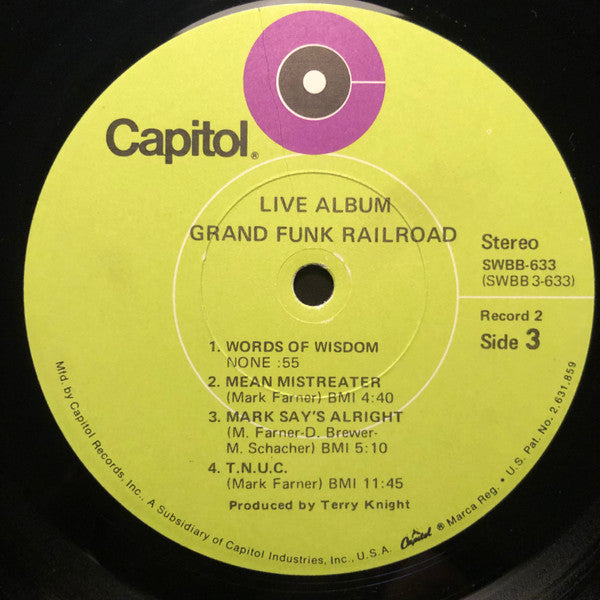 Capitol®
LIVE ALBUM
GRAND FUNK RAILROAD
Stereo
SWBB-633
(SWBB 3-633)
Record 2
Side 3
1. WORDS OF WISDOM
NONE :55
2. MEAN MISTREATER
(Mark Farner) BMI 4:40
3. MARK SAY'S ALRIGHT
(M. Farner-D. Brewer-
M. Schacher) BMI 5:10
4. T.N.U.C.
(Mark Farner) BMI 11:45
Produced by Terry Knight
Mfd. by Capitol Records, Inc., A Subsidiary of Capitol Industries, Inc., U.S.A. Capitol ® Marca Reg. • U.S. Pat. No. 2,631,859